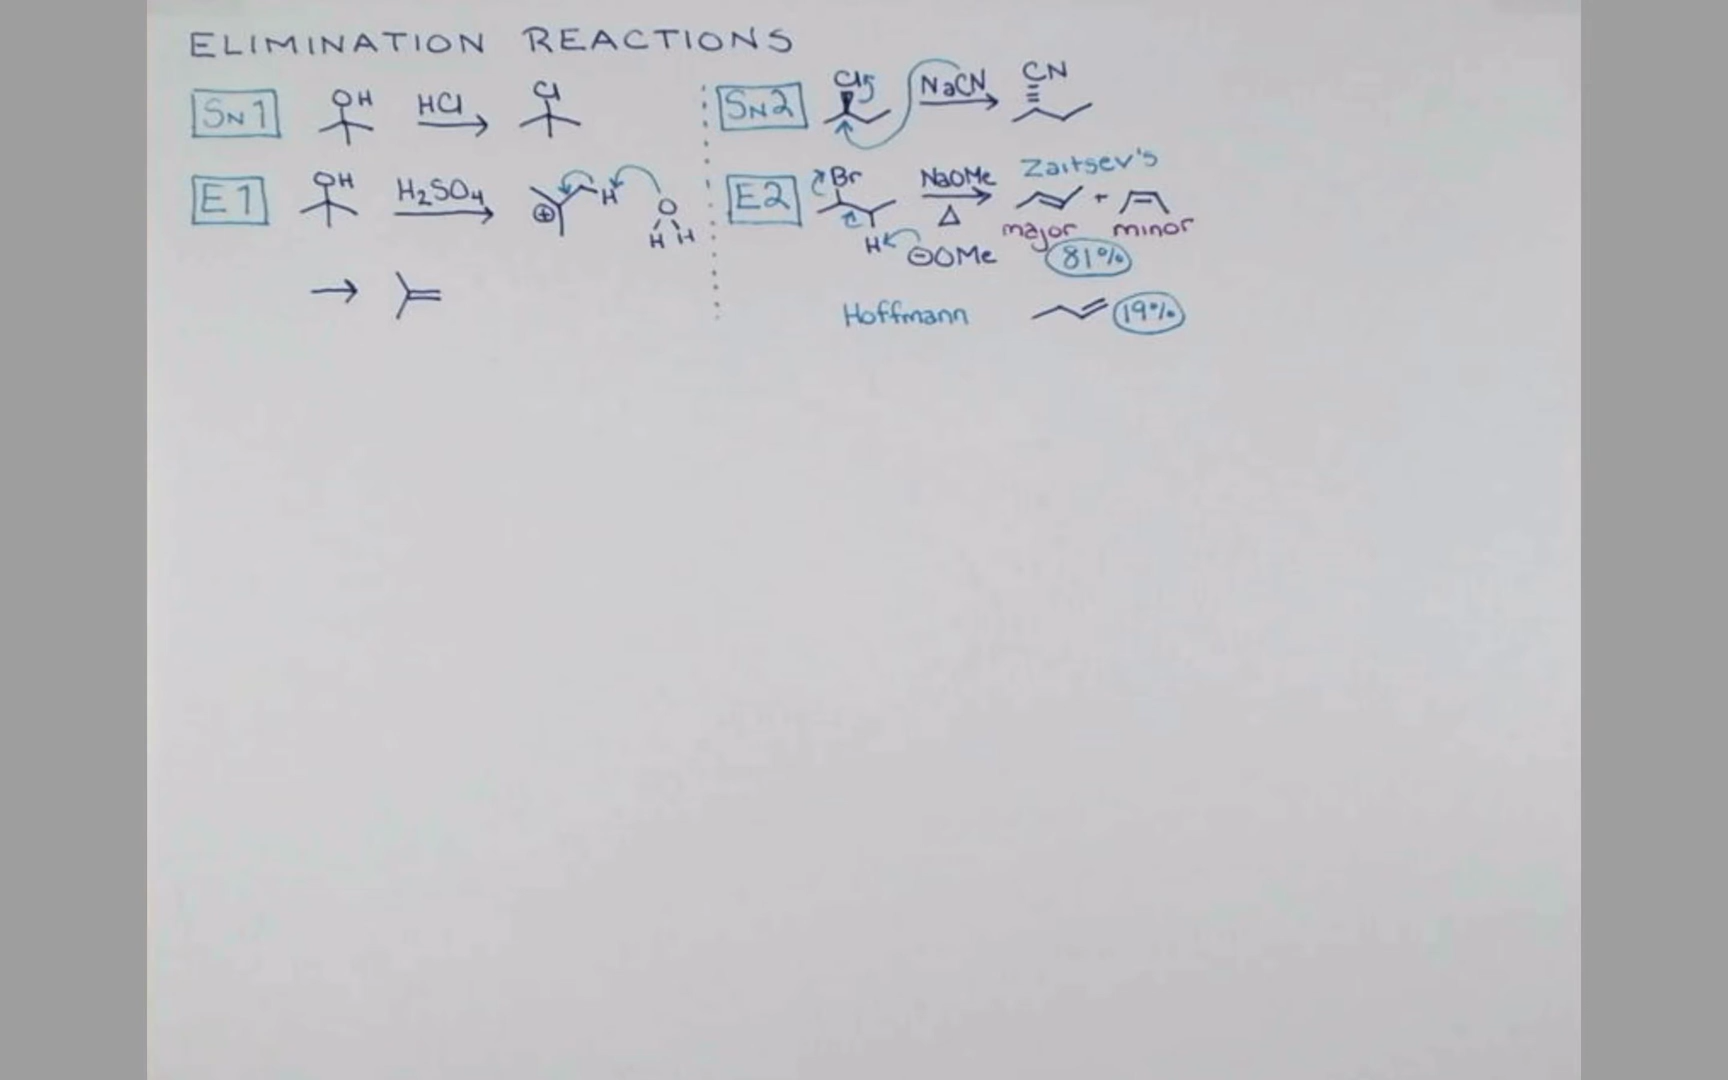 ELIMINATION REACTIONS
SN1 OH HCl Cl
E1 OH H2SO4 ⊕ H O H H
SN2 Cl NaCN CN
E2 Br NaOMe Δ Zaitsev's +
H ⊖OMe major minor
81%
Hoffmann 19%